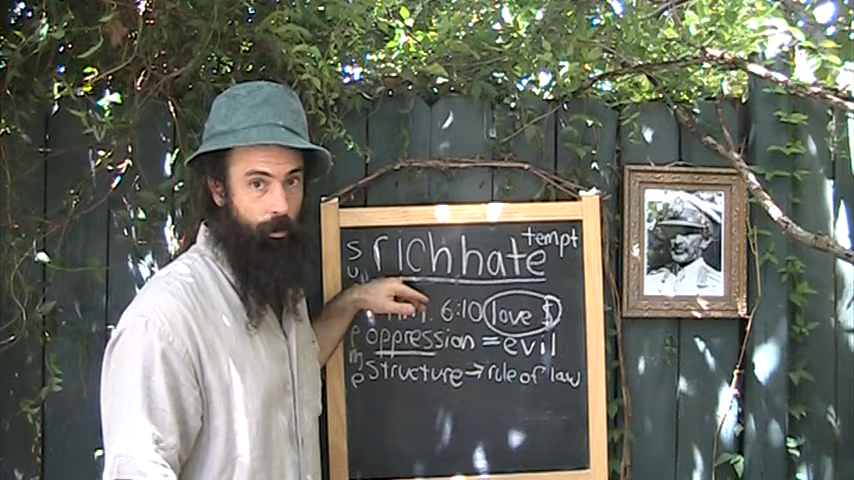 rich hate tempt
6:10 love $
oppression = evil
structure → rule of law